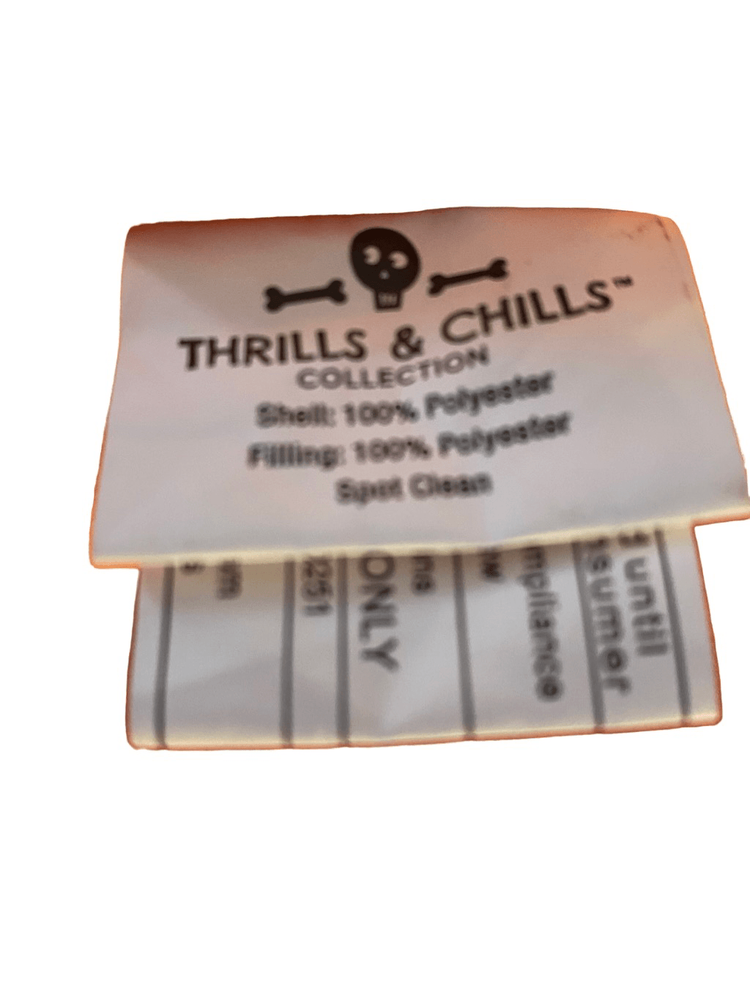 THRILLS & CHILLS™
COLLECTION
Shell: 100% Polyester
Filling: 100% Polyester
Spot Clean
until
sumer
mpliance
ONLY